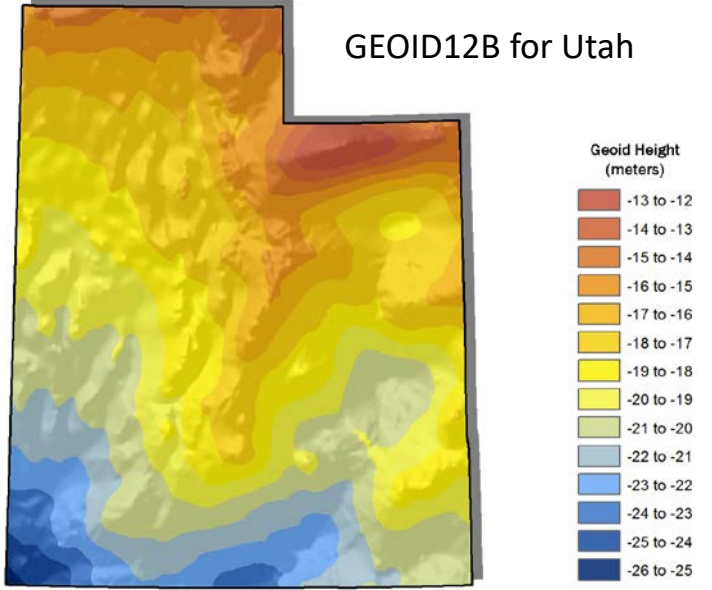 GEOID12B for Utah
Geoid Height
(meters)
-13 to -12
-14 to -13
-15 to -14
-16 to -15
-17 to -16
-18 to -17
-19 to -18
-20 to -19
-21 to -20
-22 to -21
-23 to -22
-24 to -23
-25 to -24
-26 to -25